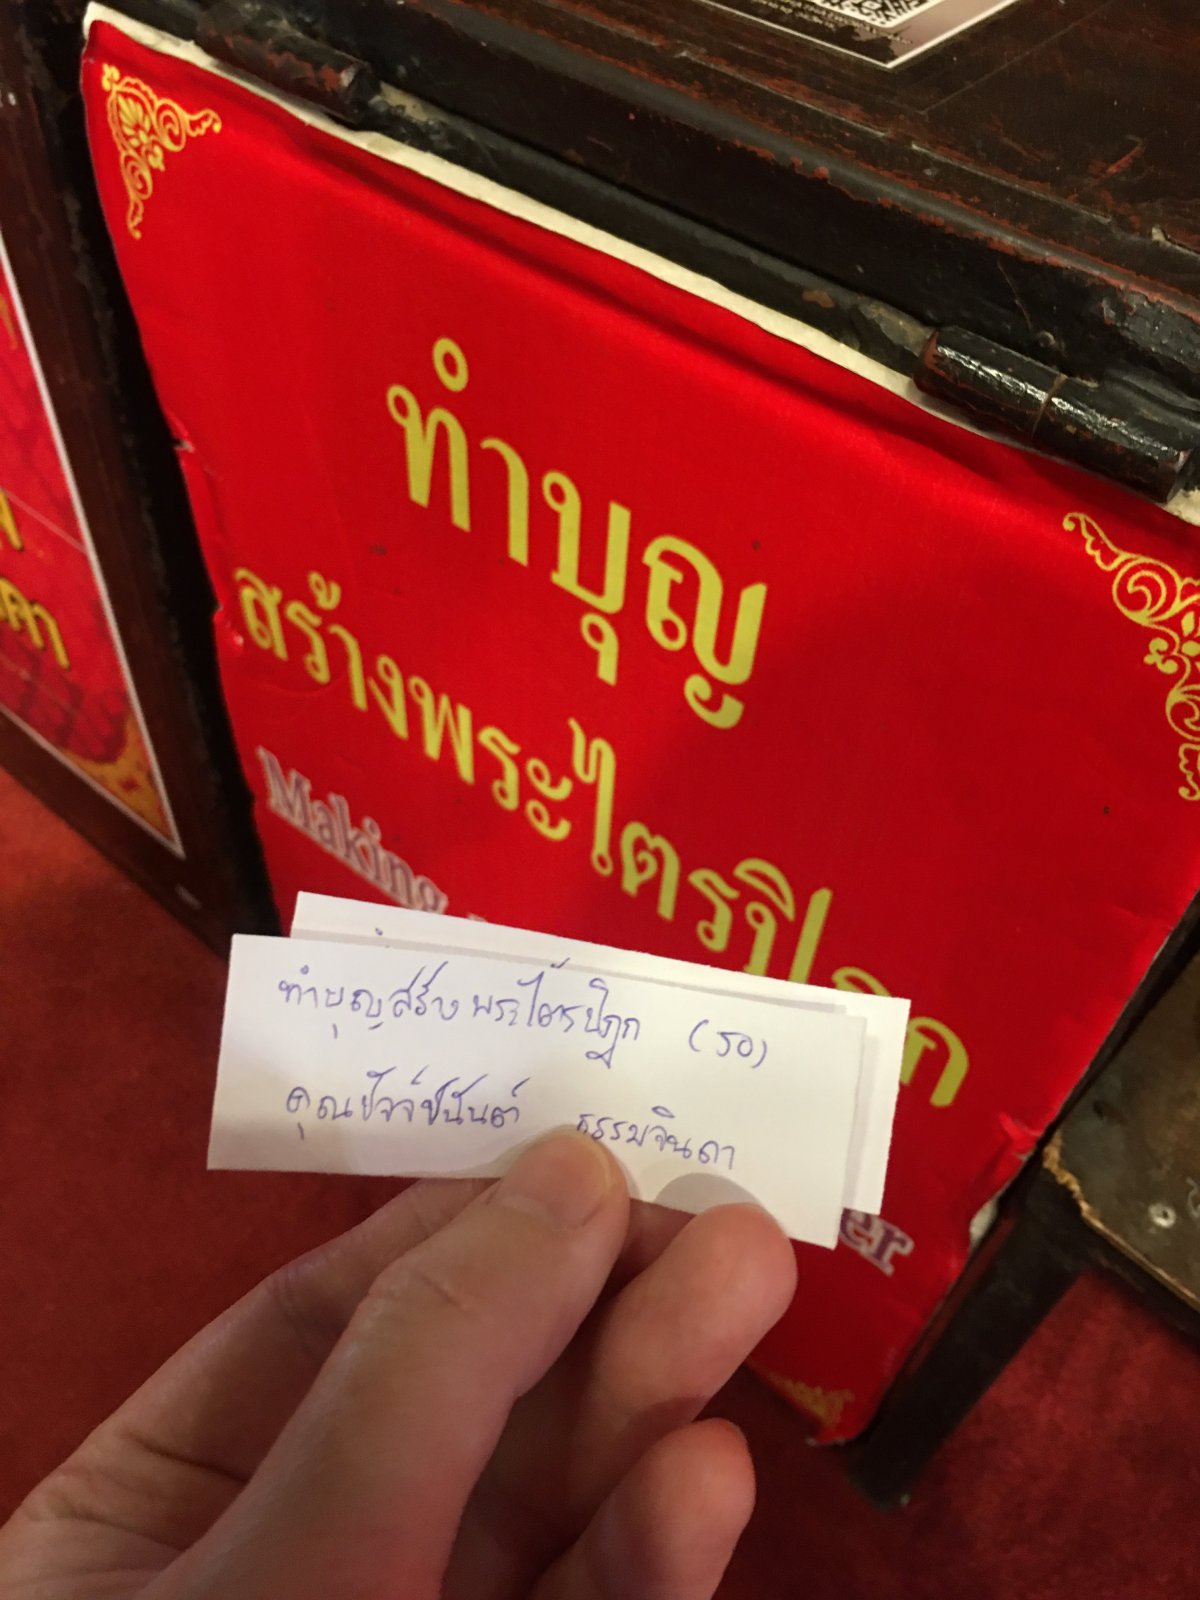 ทำบุญ
สร้างพระไตรปิฎก
Making
er
ทำบุญสร้างพระไตรปิฎก (50)
คุณปัจจ์ชนันต์ ธรรมจินดา